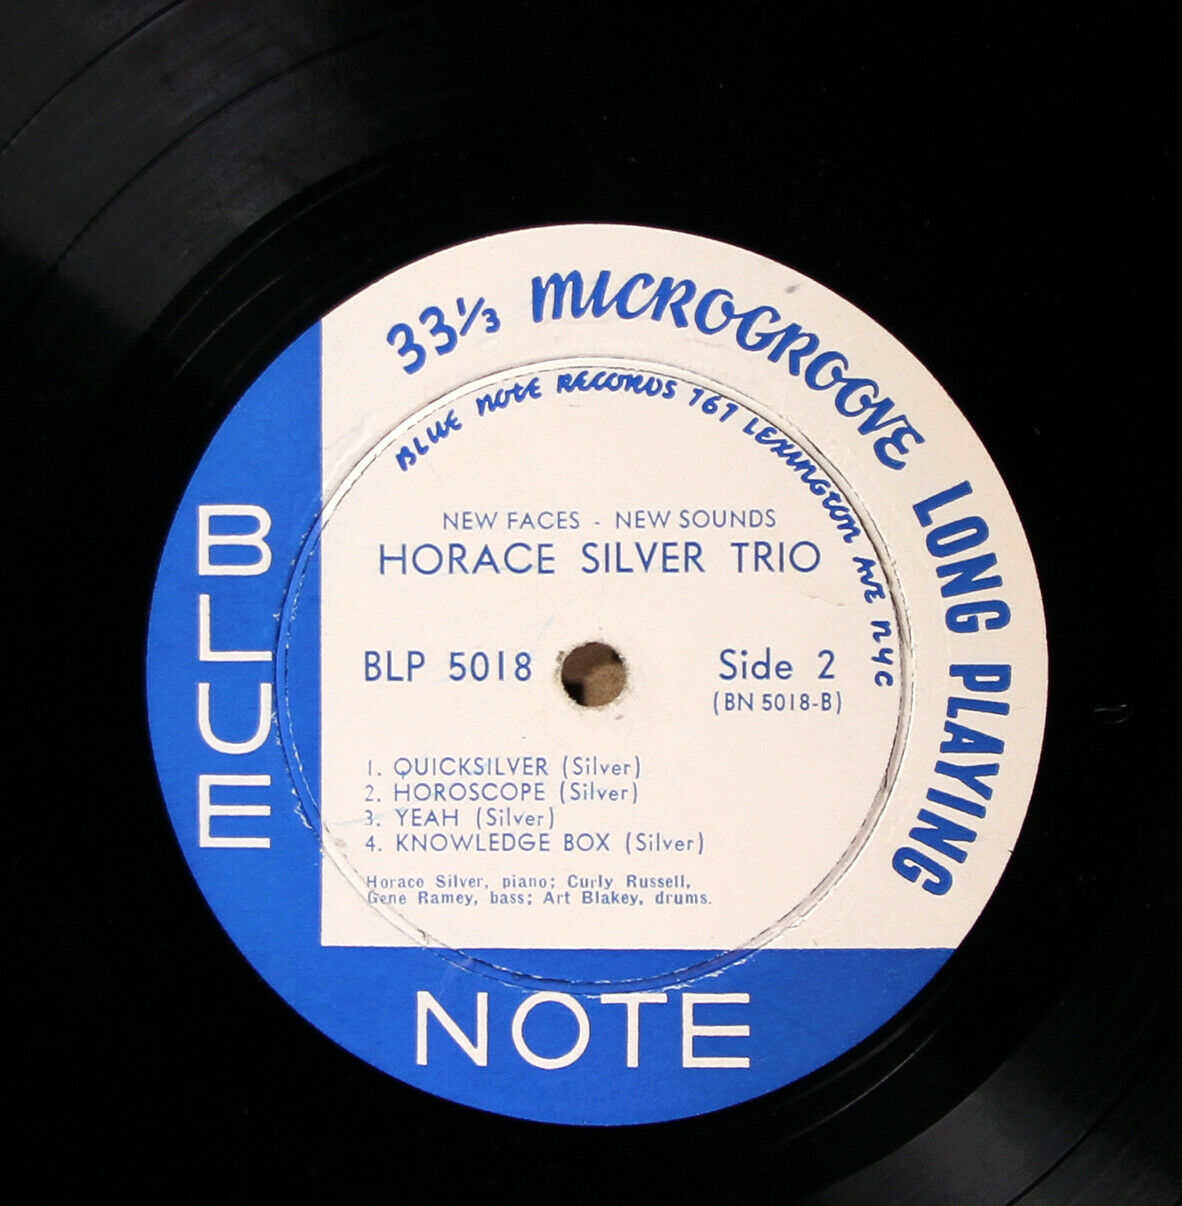 33⅓ MICROGROOVE LONG PLAYING
BLUE NOTE RECORDS 767 LEXINGTON AVE NYC
NEW FACES - NEW SOUNDS
HORACE SILVER TRIO
BLP 5018
Side 2
(BN 5018-B)
1. QUICKSILVER (Silver)
2. HOROSCOPE (Silver)
3. YEAH (Silver)
4. KNOWLEDGE BOX (Silver)
Horace Silver, piano; Curly Russell,
Gene Ramey, bass; Art Blakey, drums.
BLUE
NOTE